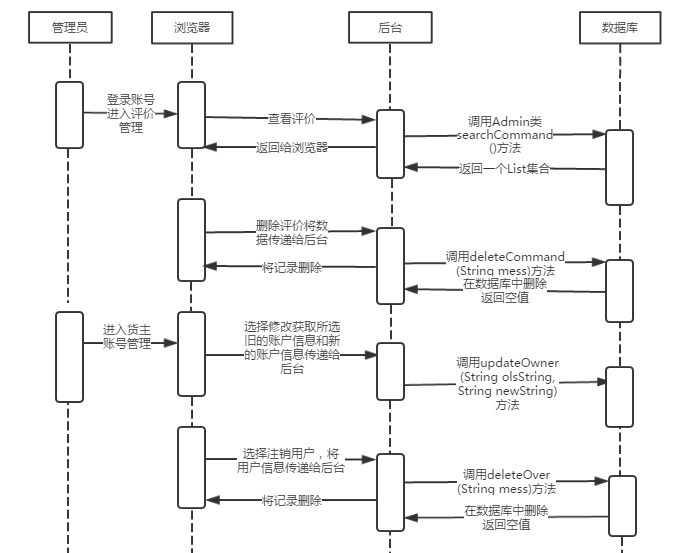 管理员
浏览器
后台
数据库
登录账号
进入评价
管理
查看评价
调用Admin类
searchCommand
()方法
返回给浏览器
返回一个List集合
删除评价将数
据传递给后台
调用deleteCommand
(String mess)方法
将记录删除
在数据库中删除
返回空值
进入货主
账号管理
选择修改获取所选
旧的账户信息和新
的账户信息传递给
后台
调用updateOwner
(String olsString,
String newString)
方法
选择注销用户，将
用户信息传递给后台
调用deleteOver
(String mess)方法
将记录删除
在数据库中删除
返回空值